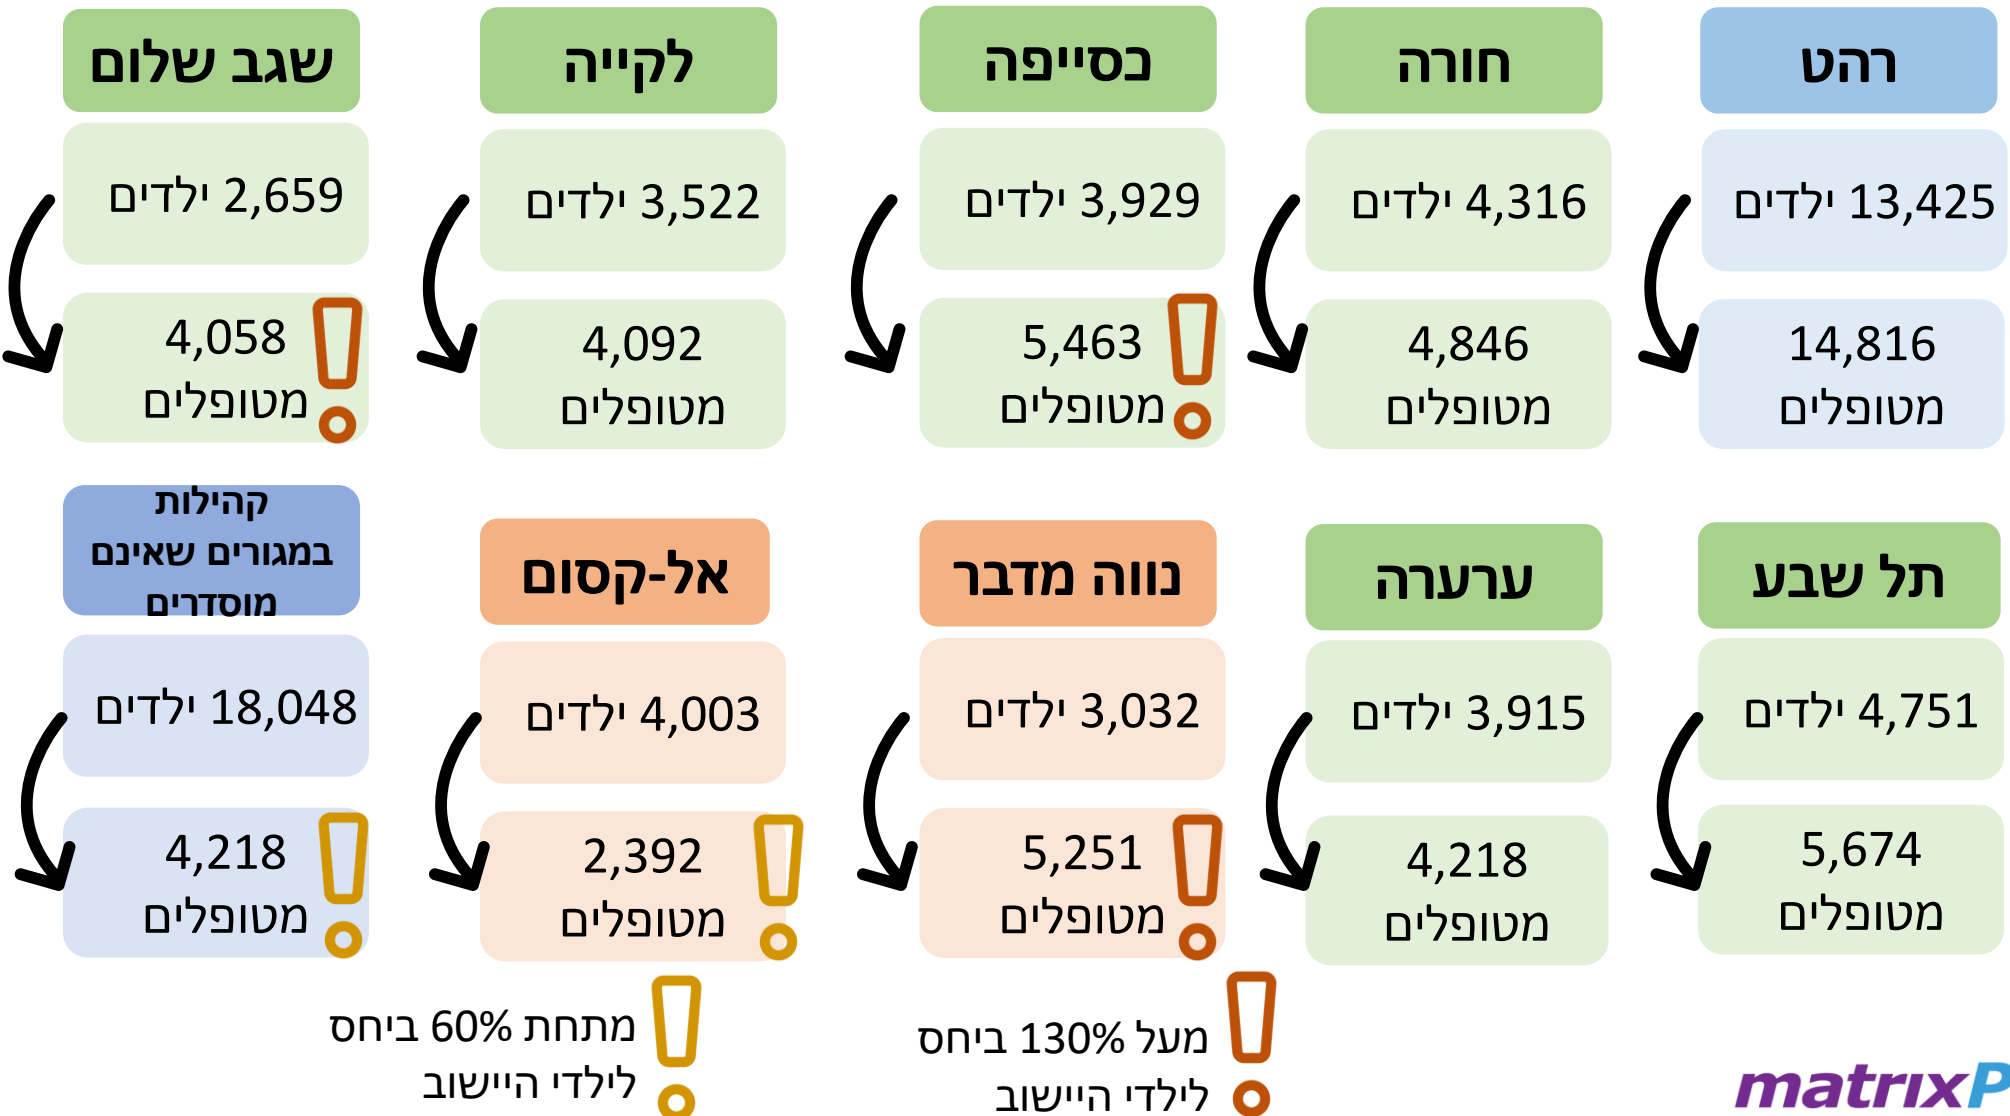 רהט
13,425 ילדים
14,816
מטופלים
חורה
4,316 ילדים
4,846
מטופלים
כסייפה
3,929 ילדים
5,463
מטופלים
לקייה
3,522 ילדים
4,092
מטופלים
שגב שלום
2,659 ילדים
4,058
מטופלים
תל שבע
4,751 ילדים
5,674
מטופלים
ערערה
3,915 ילדים
4,218
מטופלים
נווה מדבר
3,032 ילדים
5,251
מטופלים
אל-קסום
4,003 ילדים
2,392
מטופלים
קהילות
במגורים שאינם
מוסדרים
18,048 ילדים
4,218
מטופלים
מעל 130% ביחס
לילדי היישוב
מתחת 60% ביחס
לילדי היישוב
matrixP